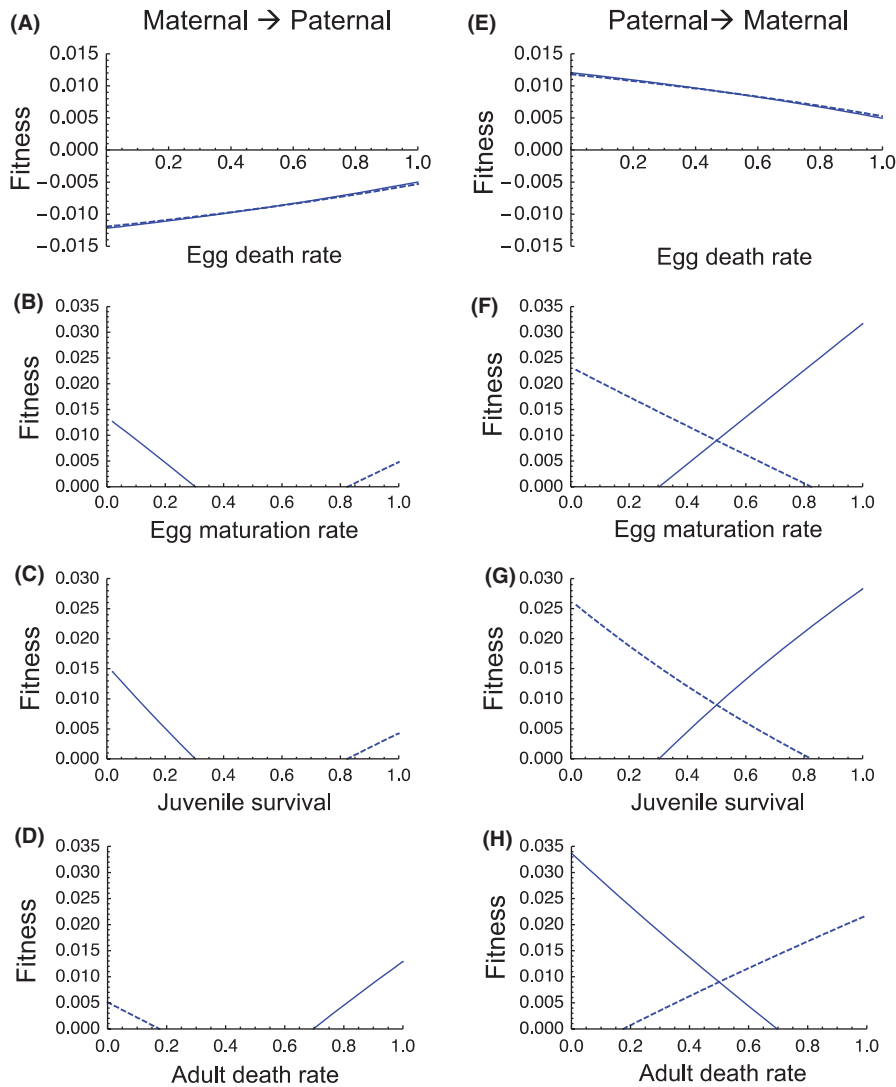 (A) Maternal → Paternal
0.015
0.010
0.005
0.000
−0.005
−0.010
−0.015
0.2 0.4 0.6 0.8 1.0
Fitness
Egg death rate
(E) Paternal → Maternal
0.015
0.010
0.005
0.000
−0.005
−0.010
−0.015
0.2 0.4 0.6 0.8 1.0
Fitness
Egg death rate
(B)
0.035
0.030
0.025
0.020
0.015
0.010
0.005
0.000
0.0 0.2 0.4 0.6 0.8 1.0
Fitness
Egg maturation rate
(F)
0.035
0.030
0.025
0.020
0.015
0.010
0.005
0.000
0.0 0.2 0.4 0.6 0.8 1.0
Fitness
Egg maturation rate
(C)
0.030
0.025
0.020
0.015
0.010
0.005
0.000
0.0 0.2 0.4 0.6 0.8 1.0
Fitness
Juvenile survival
(G)
0.030
0.025
0.020
0.015
0.010
0.005
0.000
0.0 0.2 0.4 0.6 0.8 1.0
Fitness
Juvenile survival
(D)
0.035
0.030
0.025
0.020
0.015
0.010
0.005
0.000
0.0 0.2 0.4 0.6 0.8 1.0
Fitness
Adult death rate
(H)
0.035
0.030
0.025
0.020
0.015
0.010
0.005
0.000
0.0 0.2 0.4 0.6 0.8 1.0
Fitness
Adult death rate